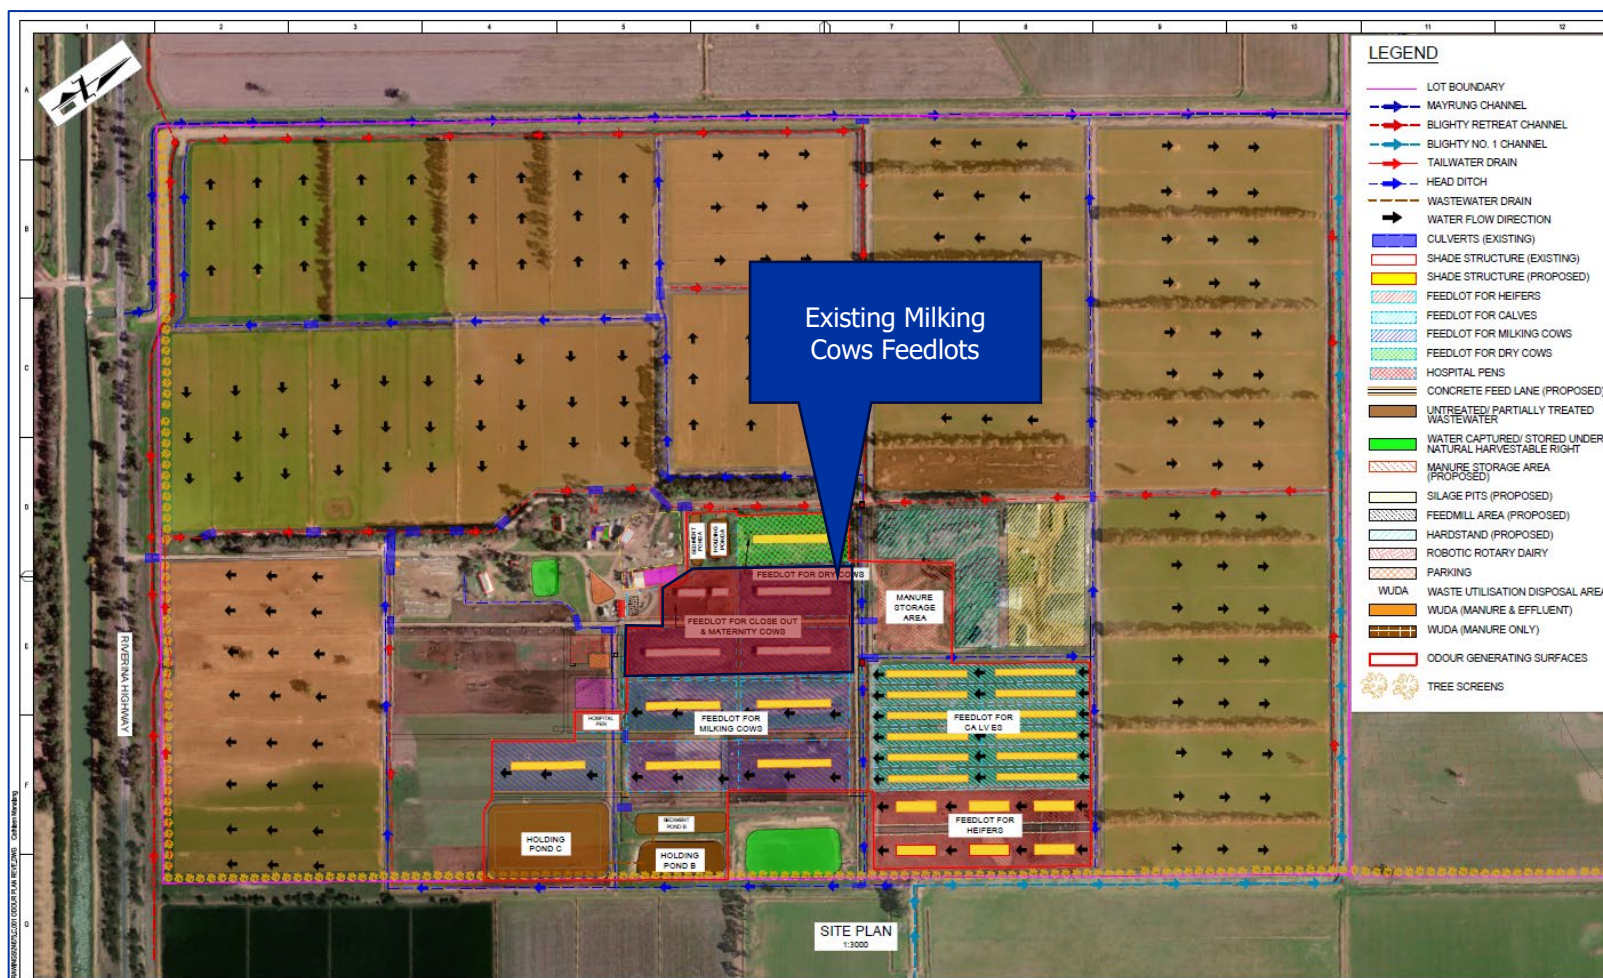 1 2 3 4 5 6 7 8 9 10 11 12
A
B
C
D
E
F
G
LEGEND
LOT BOUNDARY
MAYRUNG CHANNEL
BLIGHTY RETREAT CHANNEL
BLIGHTY NO. 1 CHANNEL
TAILWATER DRAIN
HEAD DITCH
WASTEWATER DRAIN
WATER FLOW DIRECTION
CULVERTS (EXISTING)
SHADE STRUCTURE (EXISTING)
SHADE STRUCTURE (PROPOSED)
FEEDLOT FOR HEIFERS
FEEDLOT FOR CALVES
FEEDLOT FOR MILKING COWS
FEEDLOT FOR DRY COWS
HOSPITAL PENS
CONCRETE FEED LANE (PROPOSED)
UNTREATED/ PARTIALLY TREATED
WASTEWATER
WATER CAPTURED/ STORED UNDER
NATURAL HARVESTABLE RIGHT
MANURE STORAGE AREA
(PROPOSED)
SILAGE PITS (PROPOSED)
FEEDMILL AREA (PROPOSED)
HARDSTAND (PROPOSED)
ROBOTIC ROTARY DAIRY
PARKING
WUDA WASTE UTILISATION DISPOSAL AREA
WUDA (MANURE & EFFLUENT)
WUDA (MANURE ONLY)
ODOUR GENERATING SURFACES
TREE SCREENS
Existing Milking
Cows Feedlots
SEDIMENT
POND A
HOLDING
POND A
FEEDLOT FOR DRY COWS
FEEDLOT FOR CLOSE OUT
& MATERNITY COWS
MANURE
STORAGE
AREA
RIVERINA HIGHWAY
HOSPITAL
PEN
FEEDLOT FOR
MILKING COWS
FEEDLOT FOR
CALVES
FEEDLOT FOR
HEIFERS
SEDIMENT
POND B
HOLDING
POND C
HOLDING
POND B
SITE PLAN
1:3000